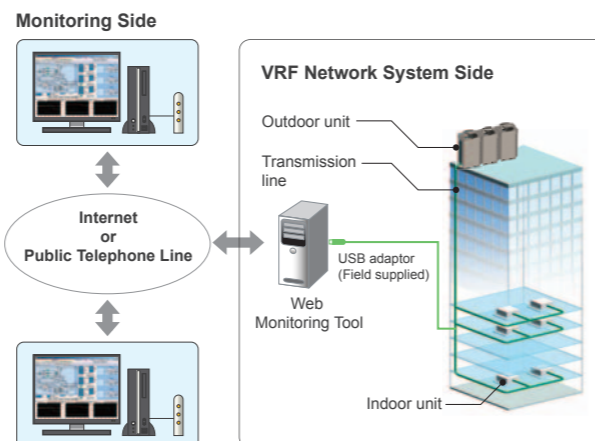 Monitoring Side
VRF Network System Side
Outdoor unit
Transmission
line
Internet
or
Public Telephone Line
USB adaptor
(Field supplied)
Web
Monitoring Tool
Indoor unit